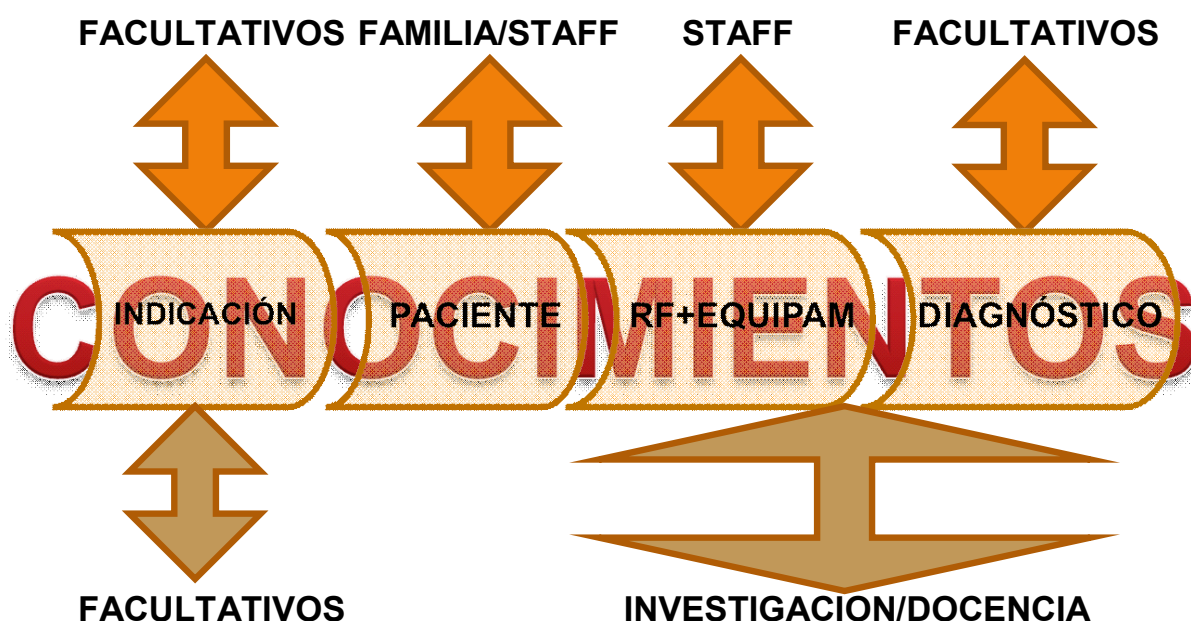 FACULTATIVOS FAMILIA/STAFF STAFF FACULTATIVOS
CONOCIMIENTOS
INDICACIÓN PACIENTE RF+EQUIPAM DIAGNÓSTICO
FACULTATIVOS INVESTIGACION/DOCENCIA